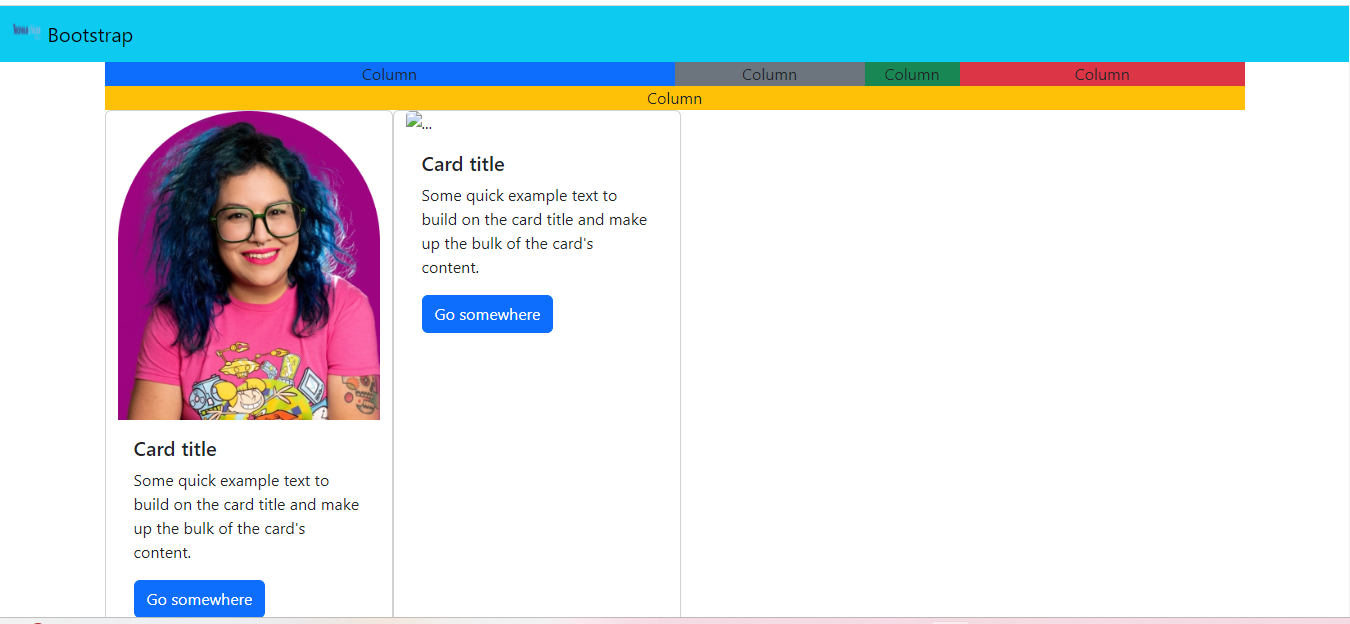 Bootstrap
Column Column Column Column
Column
Card title
Some quick example text to
build on the card title and make
up the bulk of the card's
content.
Go somewhere
...
Card title
Some quick example text to
build on the card title and make
up the bulk of the card's
content.
Go somewhere